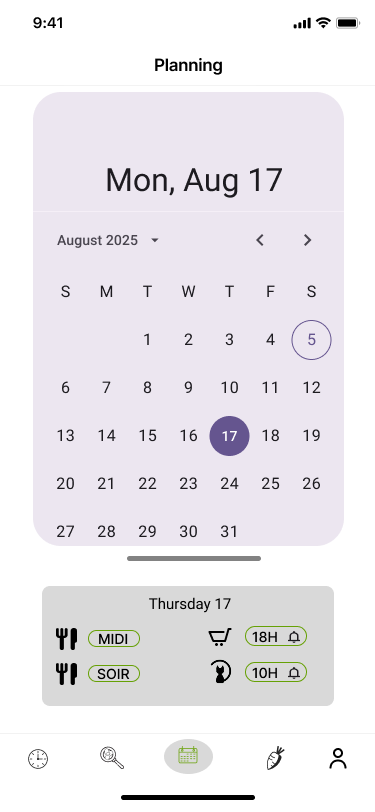 9:41
Planning
Mon, Aug 17
August 2025
S M T W T F S
1 2 3 4 5
6 7 8 9 10 11 12
13 14 15 16 17 18 19
20 21 22 23 24 25 26
27 28 29 30 31
Thursday 17
MIDI 18H
SOIR 10H